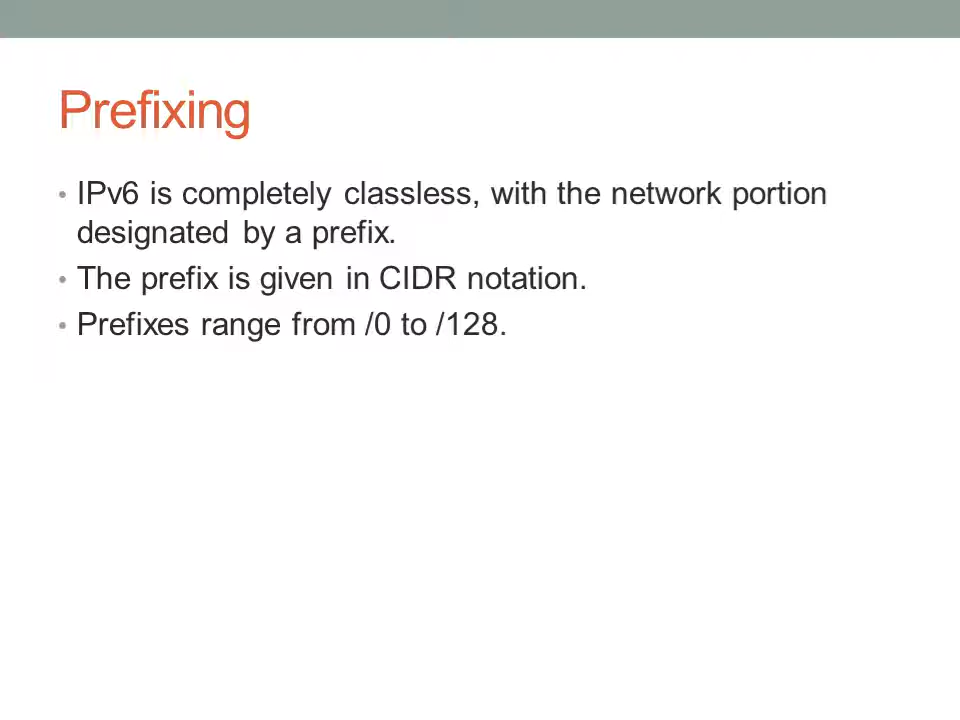 Prefixing
• IPv6 is completely classless, with the network portion
designated by a prefix.
• The prefix is given in CIDR notation.
• Prefixes range from /0 to /128.